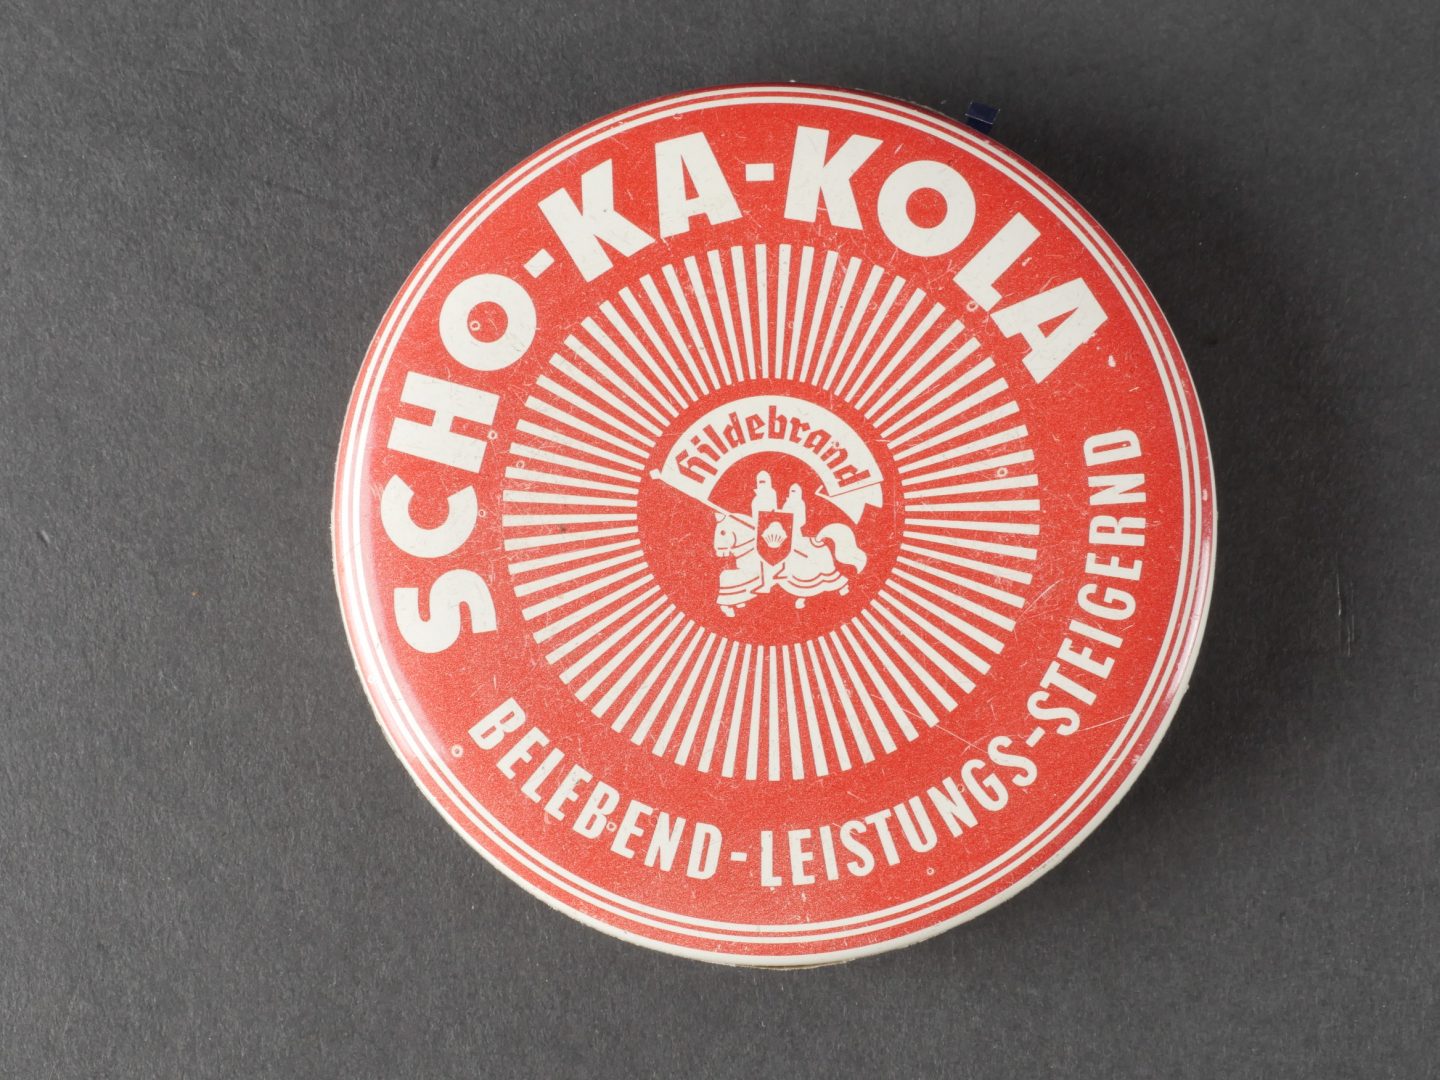 SCHO-KA-KOLA
Hildebrand
BELEBEND-LEISTUNGS-STEIGERND